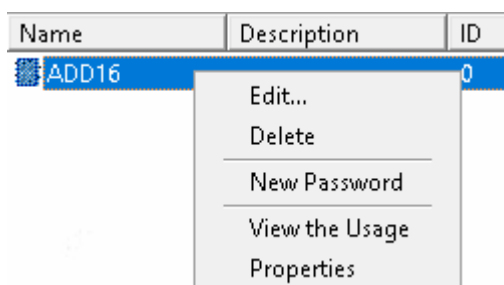 Name Description ID
ADD16 0
Edit...
Delete
New Password
View the Usage
Properties